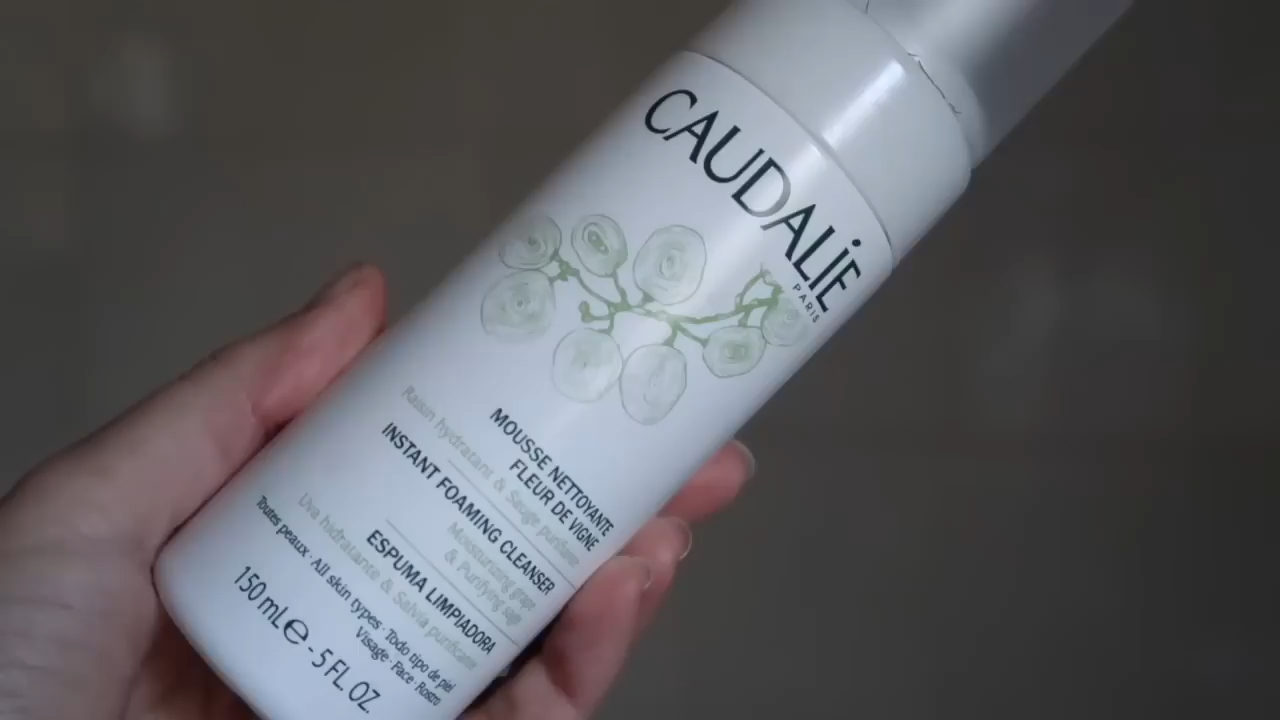 CAUDALÍE
PARIS
MOUSSE NETTOYANTE
FLEUR DE VIGNE
Raisin hydratant & Sauge purifiante
INSTANT FOAMING CLEANSER
Moisturizing grape
& Purifying sage
ESPUMA LIMPIADORA
Uva hidratante & Salvia purificante
Toutes peaux · All skin types · Todo tipo de piel
Visage · Face · Rostro
150 mL ℮ - 5 FL. OZ.